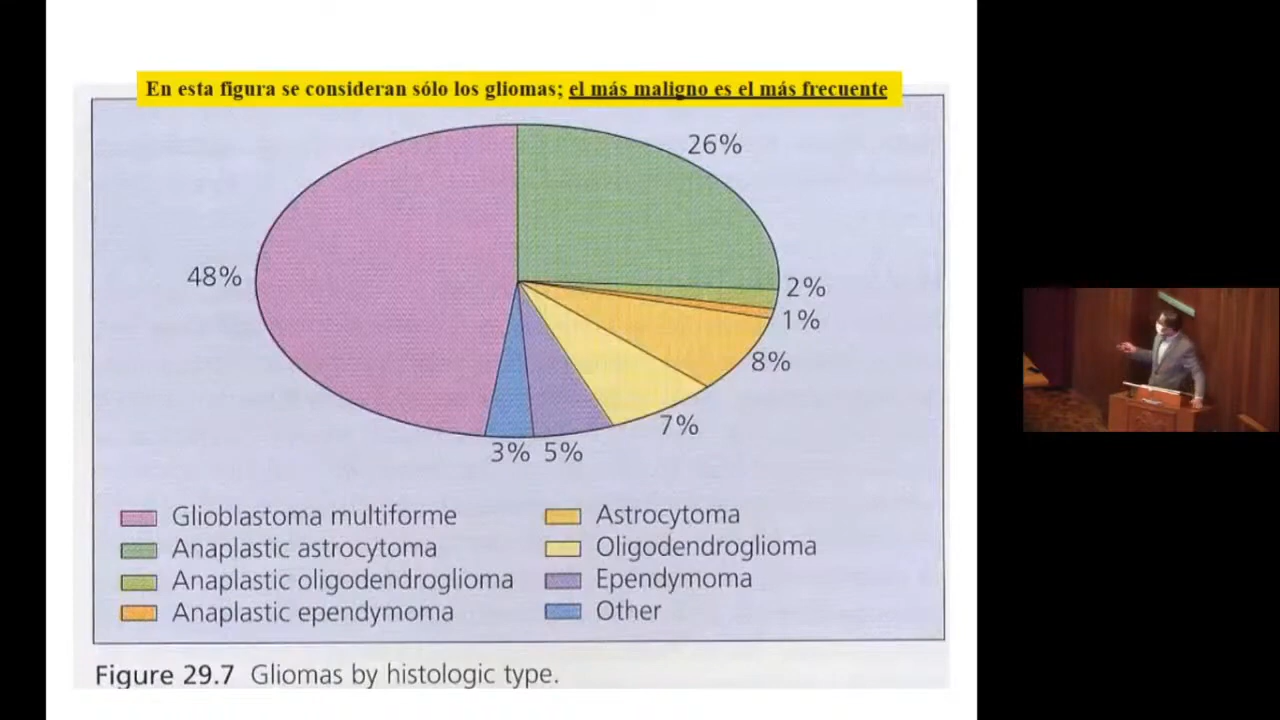 En esta figura se consideran sólo los gliomas; el más maligno es el más frecuente
26%
48%
2%
1%
8%
7%
3% 5%
Glioblastoma multiforme
Anaplastic astrocytoma
Anaplastic oligodendroglioma
Anaplastic ependymoma
Astrocytoma
Oligodendroglioma
Ependymoma
Other
Figure 29.7 Gliomas by histologic type.